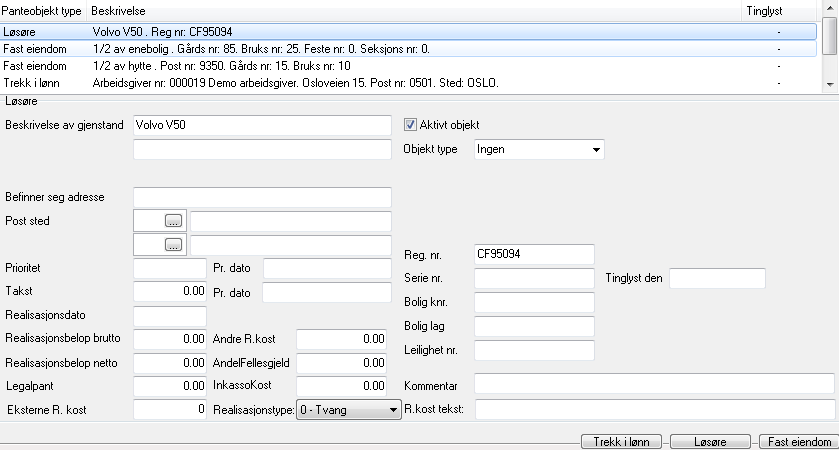 Panteobjekt type Beskrivelse Tinglyst
Løsøre Volvo V50 . Reg nr: CF95094 -
Fast eiendom 1/2 av enebolig . Gårds nr: 85. Bruks nr: 25. Feste nr: 0. Seksjons nr: 0. -
Fast eiendom 1/2 av hytte . Post nr: 9350. Gårds nr: 15. Bruks nr: 10 -
Trekk i lønn Arbeidsgiver nr: 000019 Demo arbeidsgiver. Osloveien 15. Post nr: 0501. Sted: OSLO. -
Løsøre
Beskrivelse av gjenstand Volvo V50 Aktivt objekt
Objekt type Ingen
Befinner seg adresse
Post sted ...
...
Reg. nr. CF95094
Prioritet Pr. dato
Serie nr. Tinglyst den
Takst 0.00 Pr. dato
Bolig knr.
Realisasjonsdato
Bolig lag
Realisasjonsbelop brutto 0.00 Andre R.kost 0.00
Leilighet nr.
Realisasjonsbelop netto 0.00 AndelFellesgjeld 0.00
Legalpant 0.00 InkassoKost 0.00 Kommentar
Eksterne R. kost 0 Realisasjonstype: 0 - Tvang R.kost tekst:
Trekk i lønn Løsøre Fast eiendom